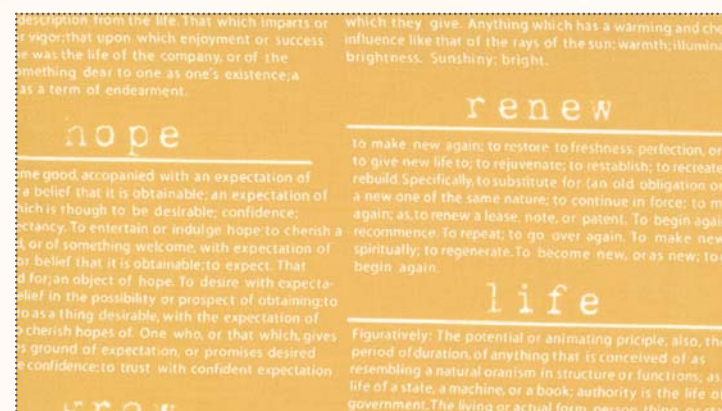 description from the life. That which imparts or
vigor;that upon which enjoyment or success
was the life of the company, or of the
something dear to one as one's existence;a
as a term of endearment.
hope
some good, accopanied with an expectation of
a belief that it is obtainable; an expectation of
which is though to be desirable; confidence;
expectancy. To entertain or indulge hope:to cherish a
or of something welcome, with expectation of
or belief that it is obtainable;to expect. That
for;an object of hope. To desire with expecta-
belief in the possibility or prospect of obtaining;to
to as a thing desirable, with the expectation of
cherish hopes of. One who, or that which, gives
ground of expectation, or promises desired
confidence;to trust with confident expectation
grow
which they give. Anything which has a warming and
influence like that of the rays of the sun; warmth;
brightness. Sunshiny; bright.
renew
to make new again; to restore to freshness, perfection, or
to give new life to; to rejuvenate; to restablish; to recreate
rebuild. Specifically, to substitute for (an old obligation or
a new one of the same nature; to continue in force; to
again; as, to renew a lease, note, or patent. To begin again
recommence. To repeat; to go over again. To make new
spiritually; to regenerate. To become new, or as new; to
begin again.
life
Figuratively: The potential or animating priciple, also, the
period of duration, of anything that is conceived of as
resembling a natural oranism in structure or functions; as
life of a state, a machine, or a book; authority is the life of
government. The living or actual form, person, thing, or